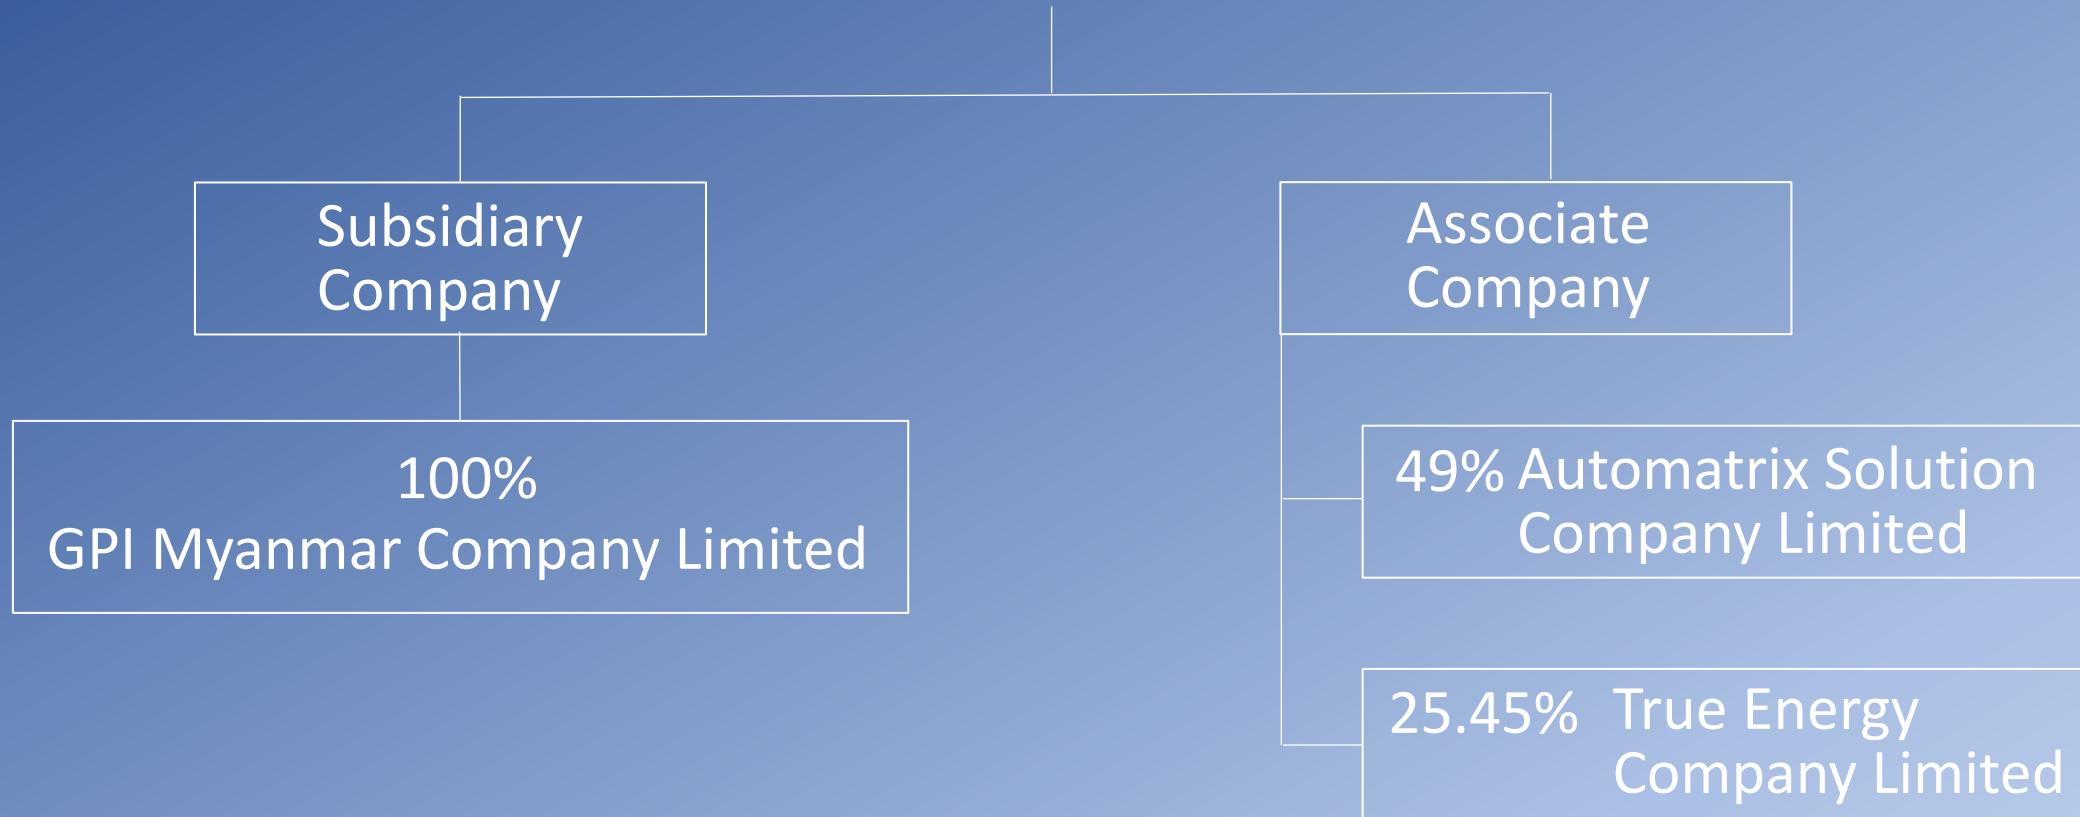 Subsidiary
Company
Associate
Company
100%
GPI Myanmar Company Limited
49% Automatrix Solution
Company Limited
25.45% True Energy
Company Limited